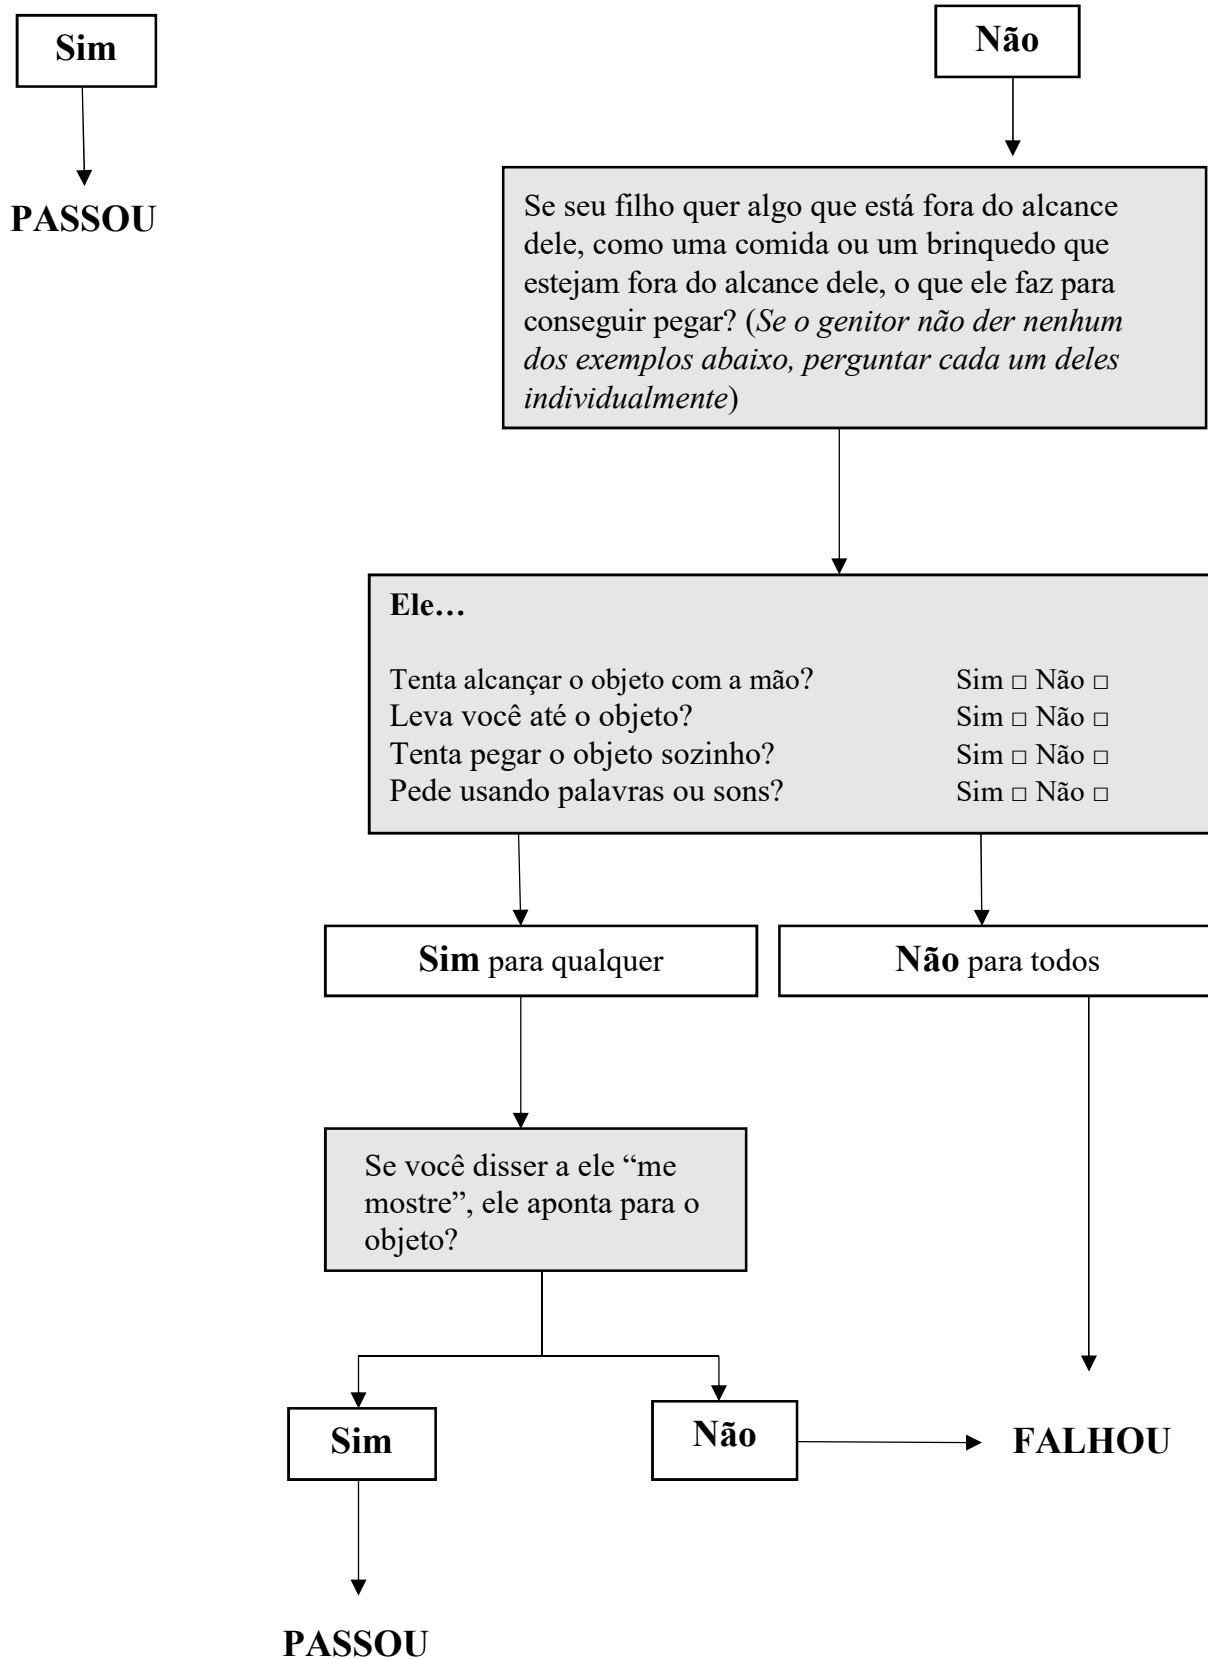 Sim
Não
PASSOU
Se seu filho quer algo que está fora do alcance
dele, como uma comida ou um brinquedo que
estejam fora do alcance dele, o que ele faz para
conseguir pegar? (Se o genitor não der nenhum
dos exemplos abaixo, perguntar cada um deles
individualmente)
Ele…
Tenta alcançar o objeto com a mão? Sim □ Não □
Leva você até o objeto? Sim □ Não □
Tenta pegar o objeto sozinho? Sim □ Não □
Pede usando palavras ou sons? Sim □ Não □
Sim para qualquer
Não para todos
Se você disser a ele “me
mostre”, ele aponta para o
objeto?
Sim
Não
FALHOU
PASSOU